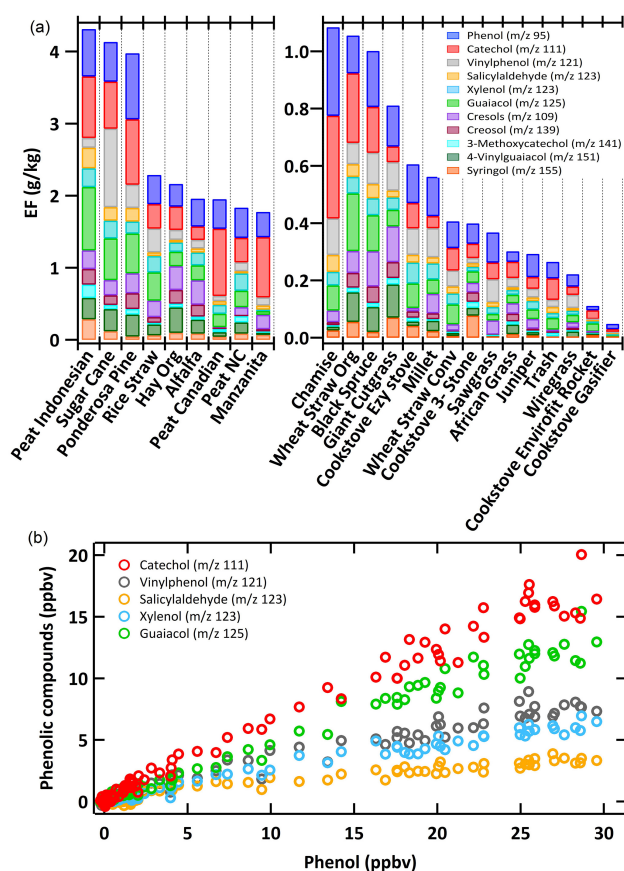 (a)
4
3
2
1
0
EF (g/kg)
Peat Indonesian
Sugar Cane
Ponderosa Pine
Rice Straw
Hay Org
Alfalfa
Peat Canadian
Peat NC
Manzanita
1.0
0.8
0.6
0.4
0.2
0.0
Phenol (m/z 95)
Catechol (m/z 111)
Vinylphenol (m/z 121)
Salicylaldehyde (m/z 123)
Xylenol (m/z 123)
Guaiacol (m/z 125)
Cresols (m/z 109)
Creosol (m/z 139)
3-Methoxycatechol (m/z 141)
4-Vinylguaiacol (m/z 151)
Syringol (m/z 155)
Chamise
Wheat Straw Org
Black Spruce
Giant Cutgrass
Cookstove Ezy stove
Millet
Wheat Straw Conv
Cookstove 3- Stone
Sawgrass
African Grass
Juniper
Trash
Wiregrass
Cookstove Envirofit Rocket
Cookstove Gasifier
(b)
20
15
10
5
0
Phenolic compounds (ppbv)
Catechol (m/z 111)
Vinylphenol (m/z 121)
Salicylaldehyde (m/z 123)
Xylenol (m/z 123)
Guaiacol (m/z 125)
0 5 10 15 20 25 30
Phenol (ppbv)